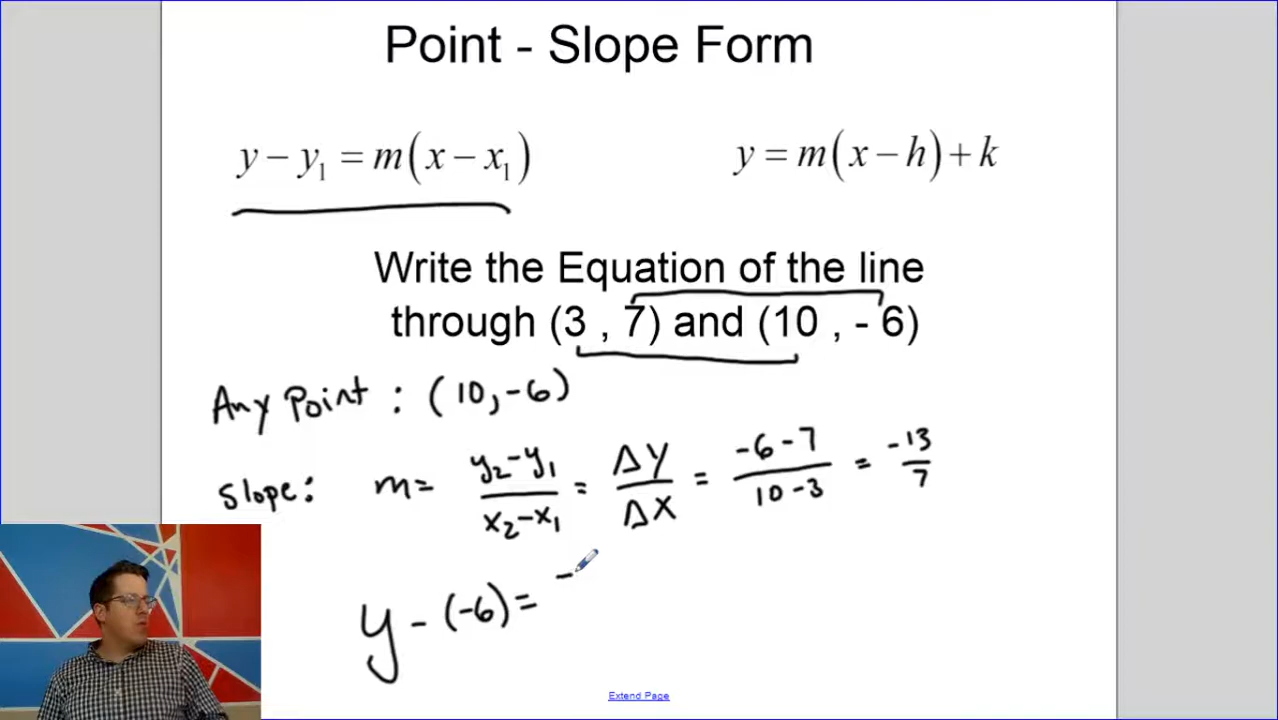 Point - Slope Form
y − y₁ = m(x − x₁)
y = m(x − h) + k
Write the Equation of the line
through (3 , 7) and (10 , - 6)
Any Point : (10, -6)
Slope: m = y₂-y₁/x₂-x₁ = ΔY/ΔX = -6-7/10-3 = -13/7
y - (-6) = -
Extend Page